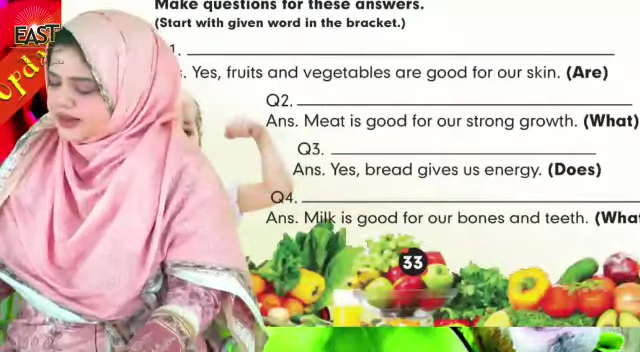 EAST
Upda
Make questions for these answers.
(Start with given word in the bracket.)
1.
. Yes, fruits and vegetables are good for our skin. (Are)
Q2.
Ans. Meat is good for our strong growth. (What)
Q3.
Ans. Yes, bread gives us energy. (Does)
Q4.
Ans. Milk is good for our bones and teeth. (What
33